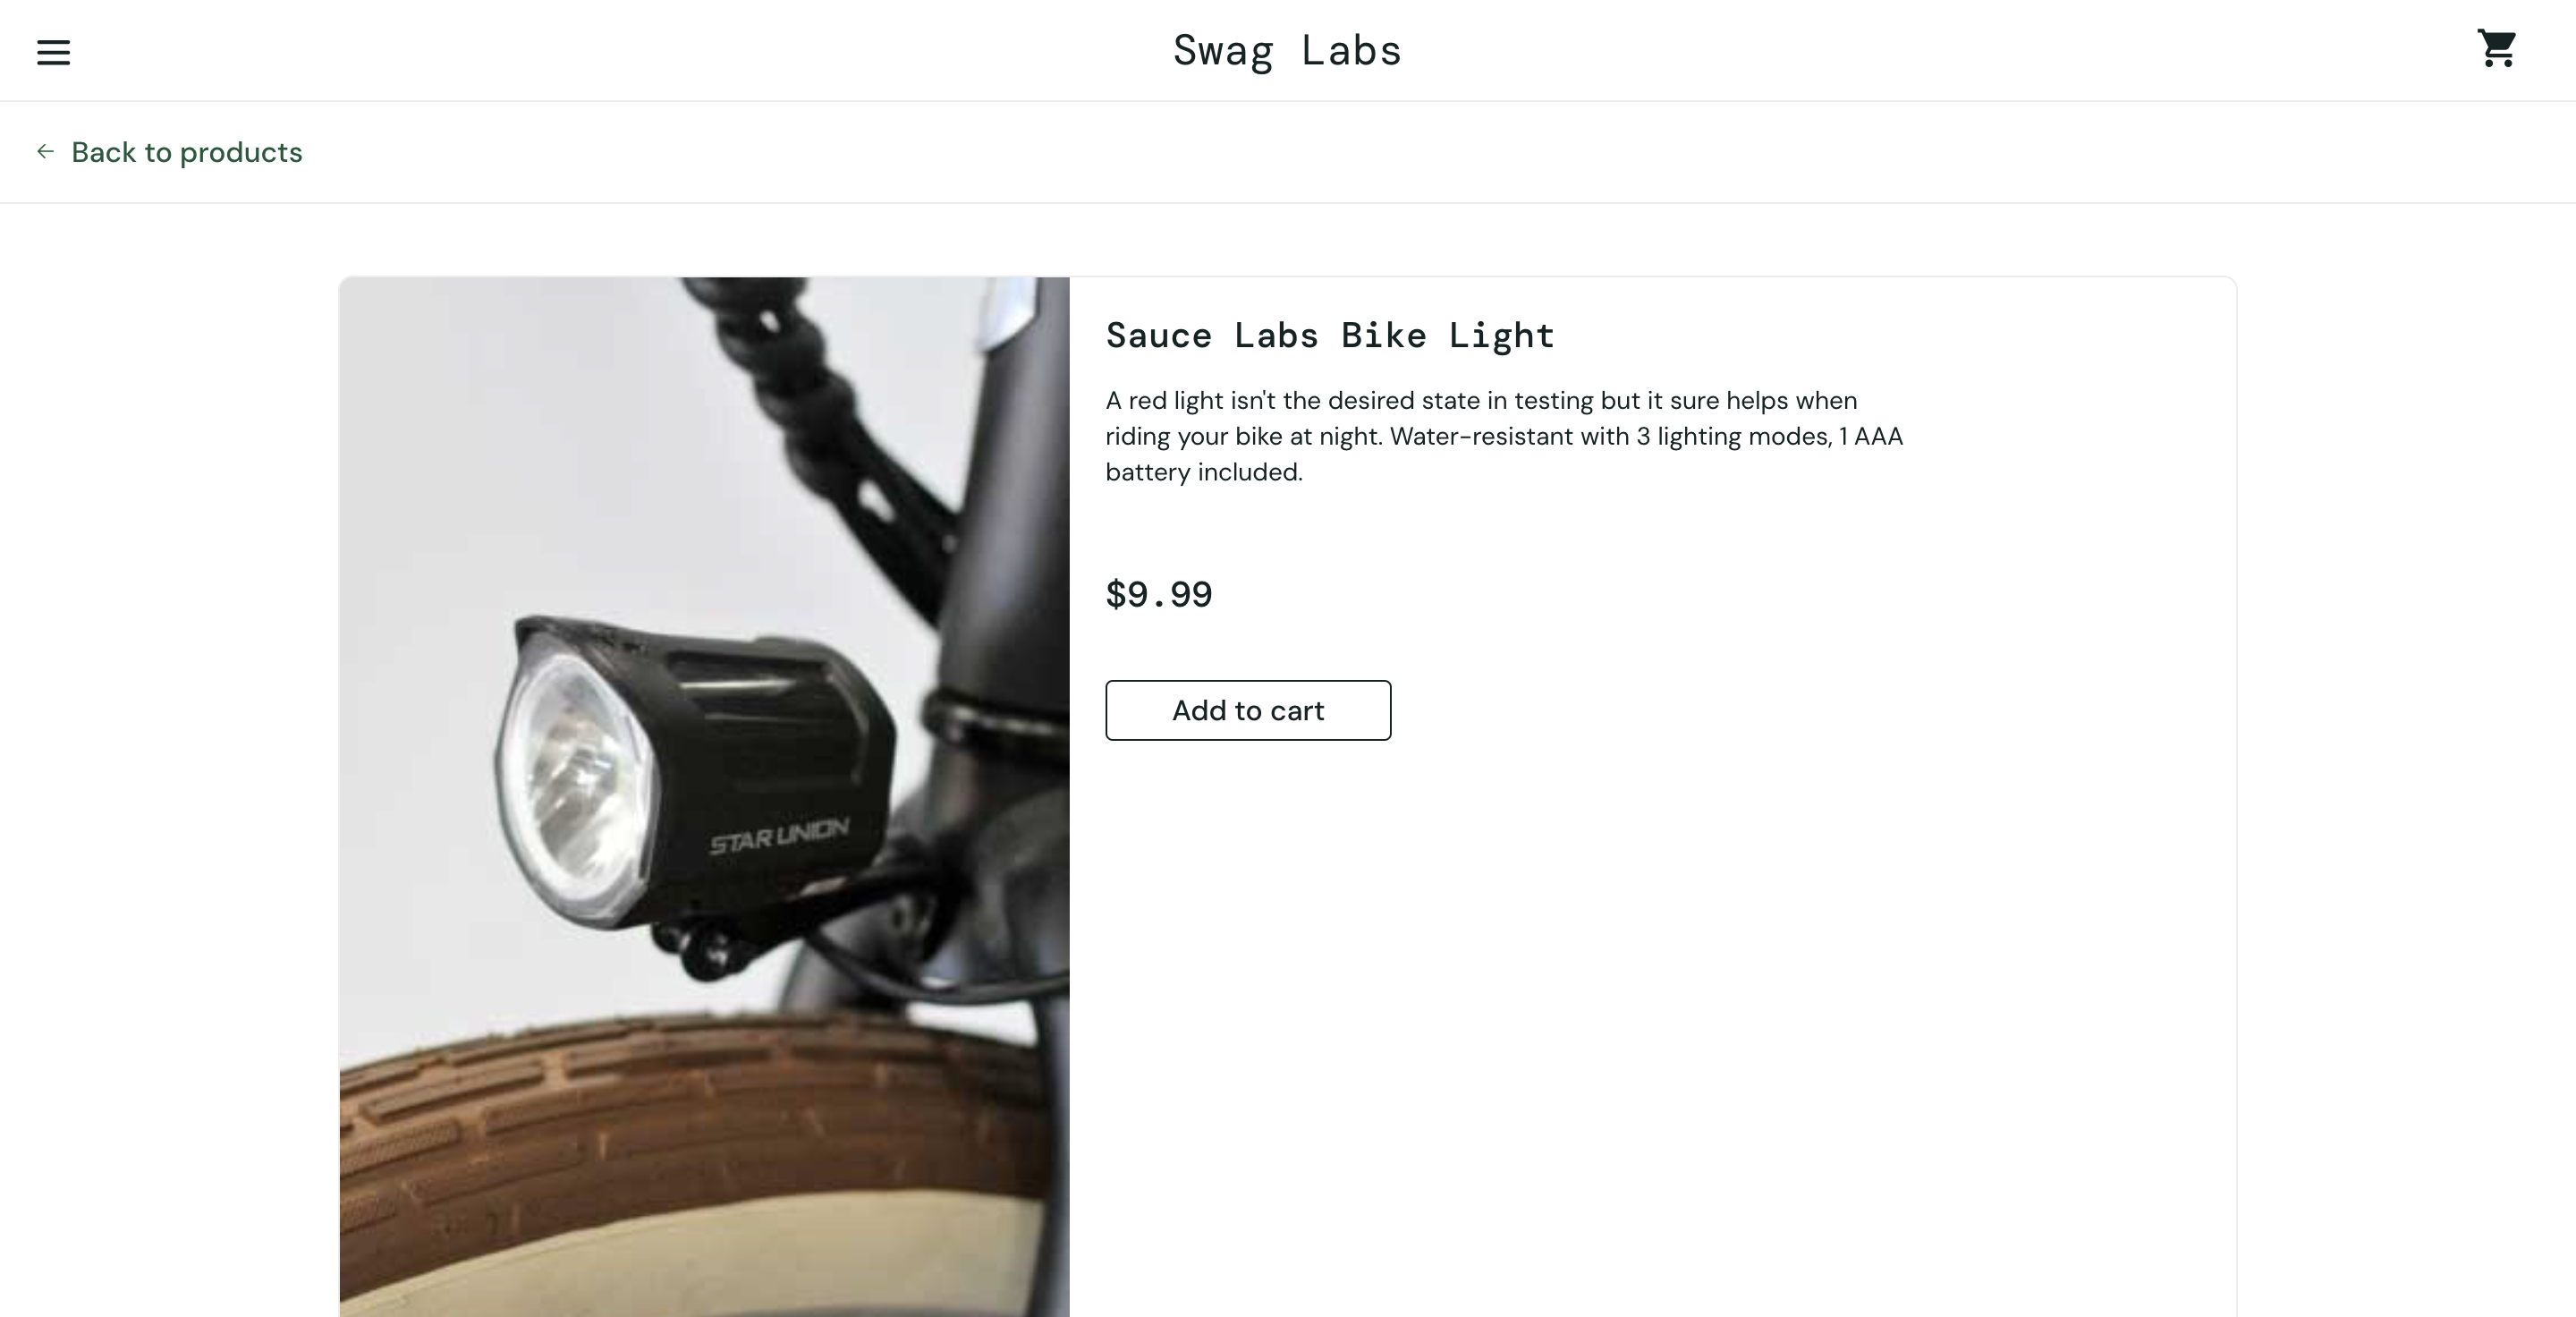 Swag Labs
Back to products
Sauce Labs Bike Light
A red light isn't the desired state in testing but it sure helps when
riding your bike at night. Water-resistant with 3 lighting modes, 1 AAA
battery included.
$9.99
Add to cart
STAR UNION